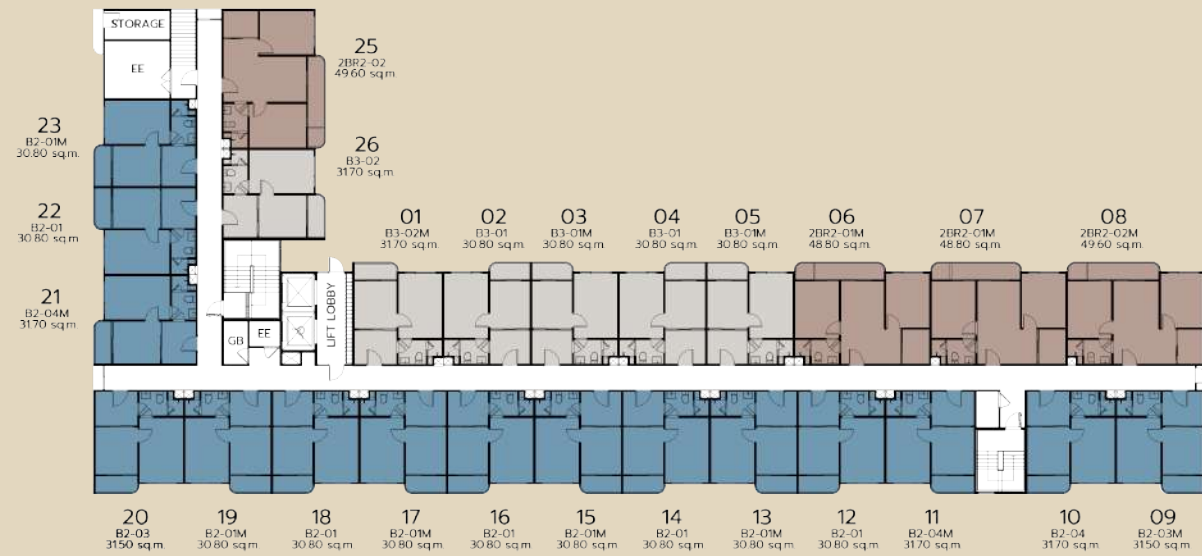 STORAGE
EE
25
2BR2-02
49.60 sq.m.
23
B2-01M
30.80 sq.m.
26
B3-02
31.70 sq.m.
22
B2-01
30.80 sq.m.
21
B2-04M
31.70 sq.m.
01
B3-02M
31.70 sq.m.
02
B3-01
30.80 sq.m.
03
B3-01M
30.80 sq.m.
04
B3-01
30.80 sq.m.
05
B3-01M
30.80 sq.m.
06
2BR2-01M
48.80 sq.m.
07
2BR2-01M
48.80 sq.m.
08
2BR2-02M
49.60 sq.m.
GB
EE
LIFT LOBBY
20
B2-03
31.50 sq.m.
19
B2-01M
30.80 sq.m.
18
B2-01
30.80 sq.m.
17
B2-01M
30.80 sq.m.
16
B2-01
30.80 sq.m.
15
B2-01M
30.80 sq.m.
14
B2-01
30.80 sq.m.
13
B2-01M
30.80 sq.m.
12
B2-01
30.80 sq.m.
11
B2-04M
31.70 sq.m.
10
B2-04
31.70 sq.m.
09
B2-03M
31.50 sq.m.